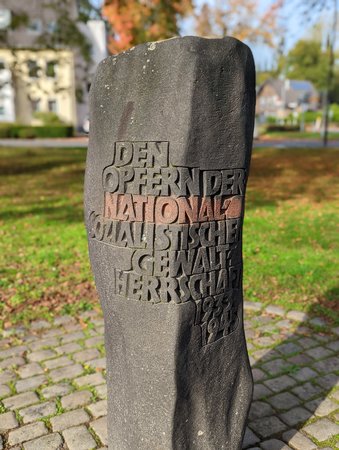 DEN
OPFERN DER
NATIONAL-
SOZIALISTISCHEN
GEWALT-
HERRSCHAFT
1933
1945